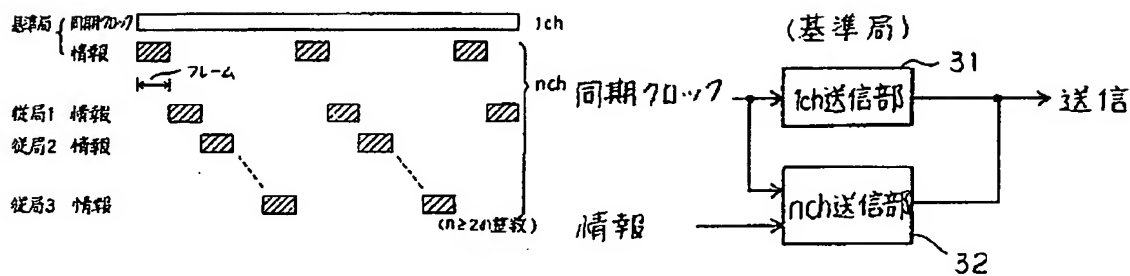 基準局 同期クロック 1ch
情報
フレーム
nch
従局1 情報
従局2 情報
従局3 情報
(n≥2の整数)
(基準局)
31
同期クロック
1ch送信部
送信
nch送信部
情報
32